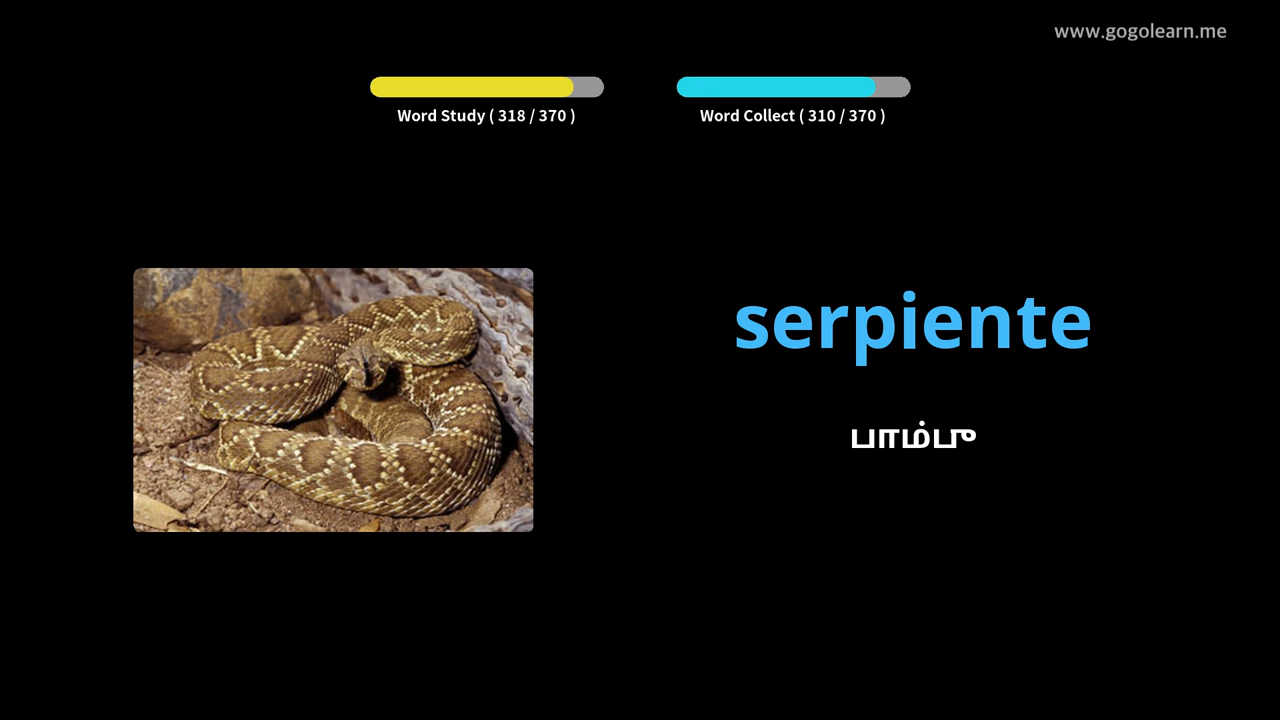 www.gogolearn.me
Word Study ( 318 / 370 )
Word Collect ( 310 / 370 )
serpiente
பாம்பு